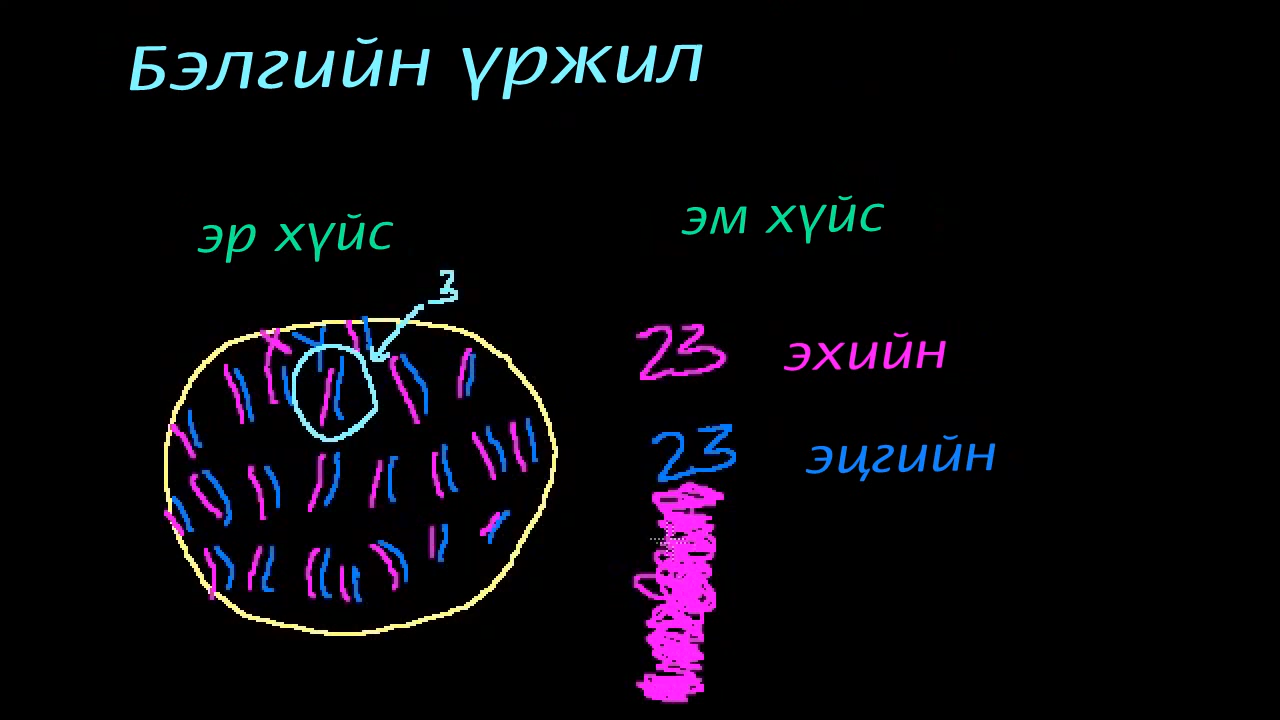 Бэлгийн үржил
эр хүйс
эм хүйс
3
23 эхийн
23 эцгийн